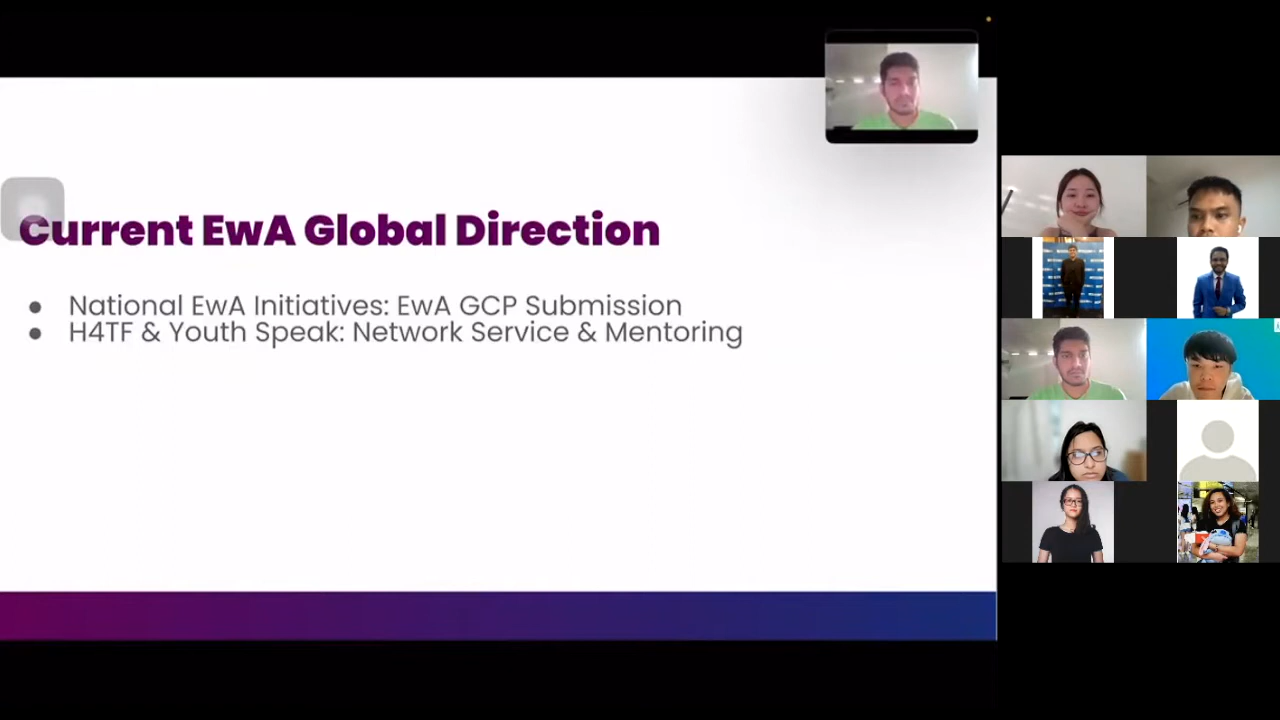 Current EwA Global Direction
● National EwA Initiatives: EwA GCP Submission
● H4TF & Youth Speak: Network Service & Mentoring